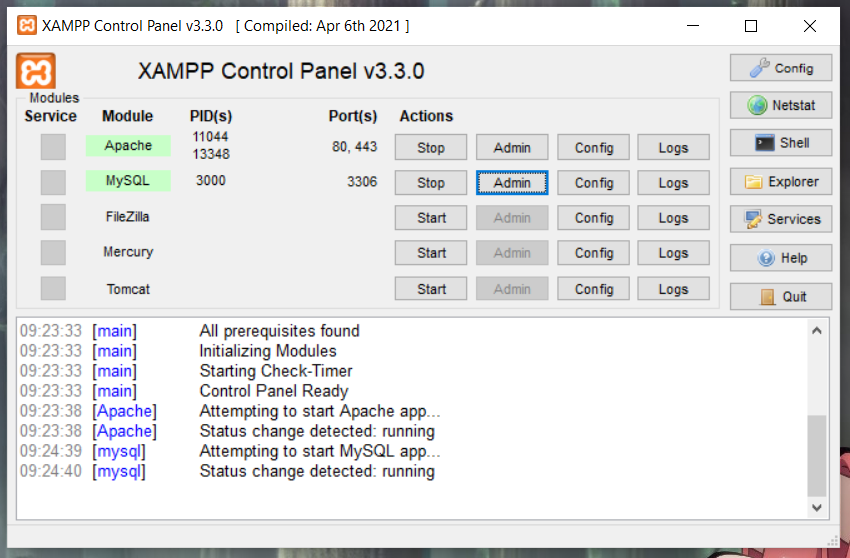 XAMPP Control Panel v3.3.0 [ Compiled: Apr 6th 2021 ]
XAMPP Control Panel v3.3.0
Config
Modules
Service Module PID(s) Port(s) Actions
Netstat
Apache 11044 13348 80, 443 Stop Admin Config Logs
Shell
MySQL 3000 3306 Stop Admin Config Logs
Explorer
FileZilla Start Admin Config Logs
Services
Mercury Start Admin Config Logs
Help
Tomcat Start Admin Config Logs
Quit
09:23:33 [main] All prerequisites found
09:23:33 [main] Initializing Modules
09:23:33 [main] Starting Check-Timer
09:23:33 [main] Control Panel Ready
09:23:38 [Apache] Attempting to start Apache app...
09:23:38 [Apache] Status change detected: running
09:24:39 [mysql] Attempting to start MySQL app...
09:24:40 [mysql] Status change detected: running